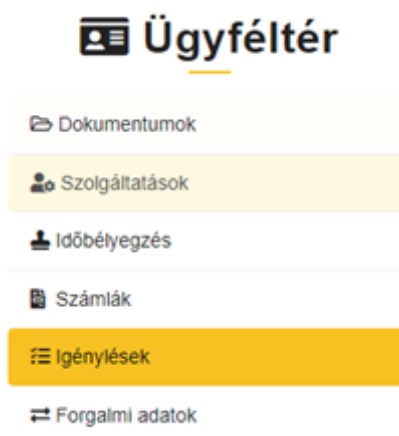 Ügyféltér
Dokumentumok
Szolgáltatások
Időbélyegzés
Számlák
Igénylések
Forgalmi adatok